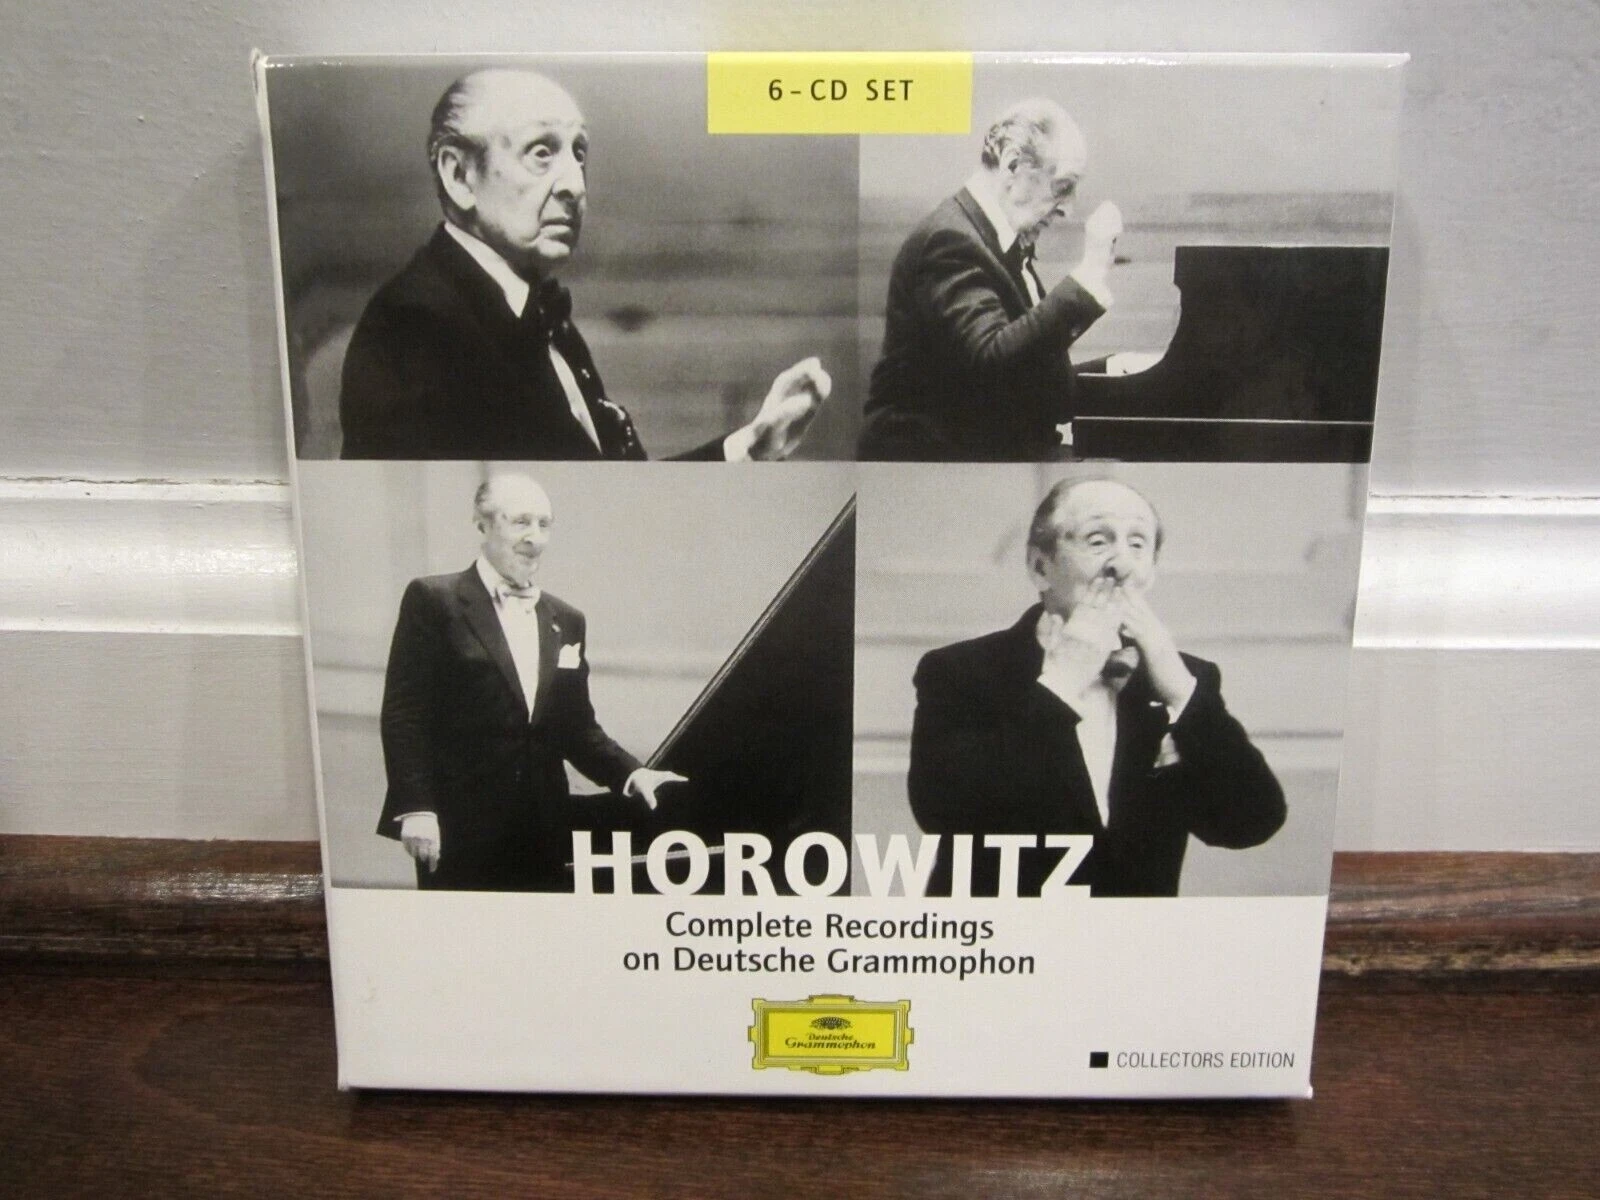 6-CD SET
HOROWITZ
Complete Recordings
on Deutsche Grammophon
Deutsche
Grammophon
COLLECTORS EDITION